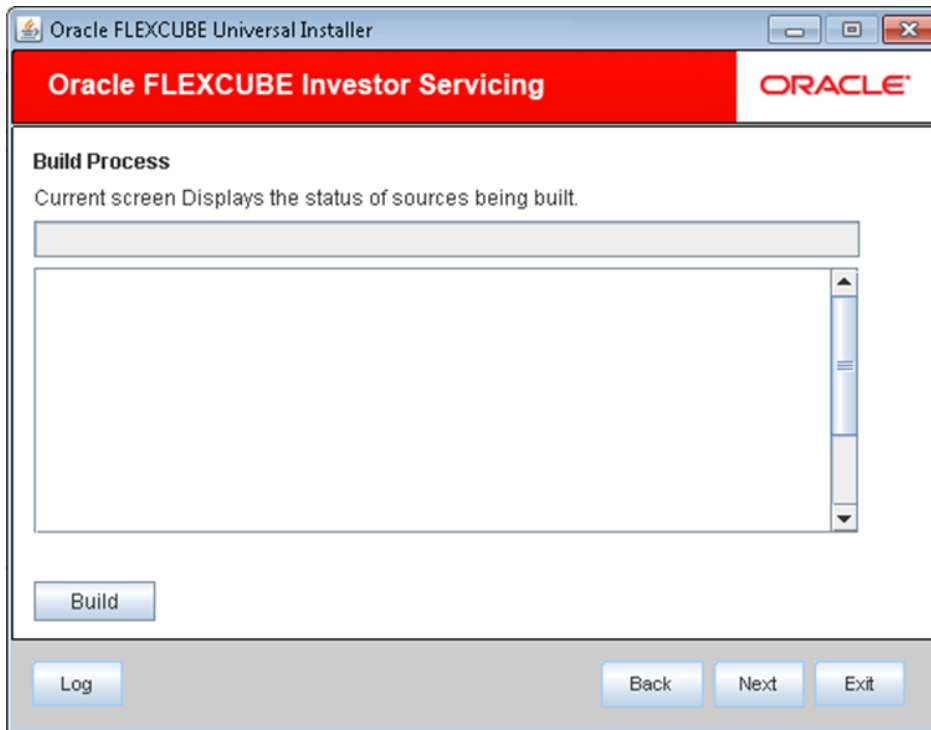 Oracle FLEXCUBE Universal Installer
Oracle FLEXCUBE Investor Servicing
ORACLE
Build Process
Current screen Displays the status of sources being built.
Build
Log
Back
Next
Exit